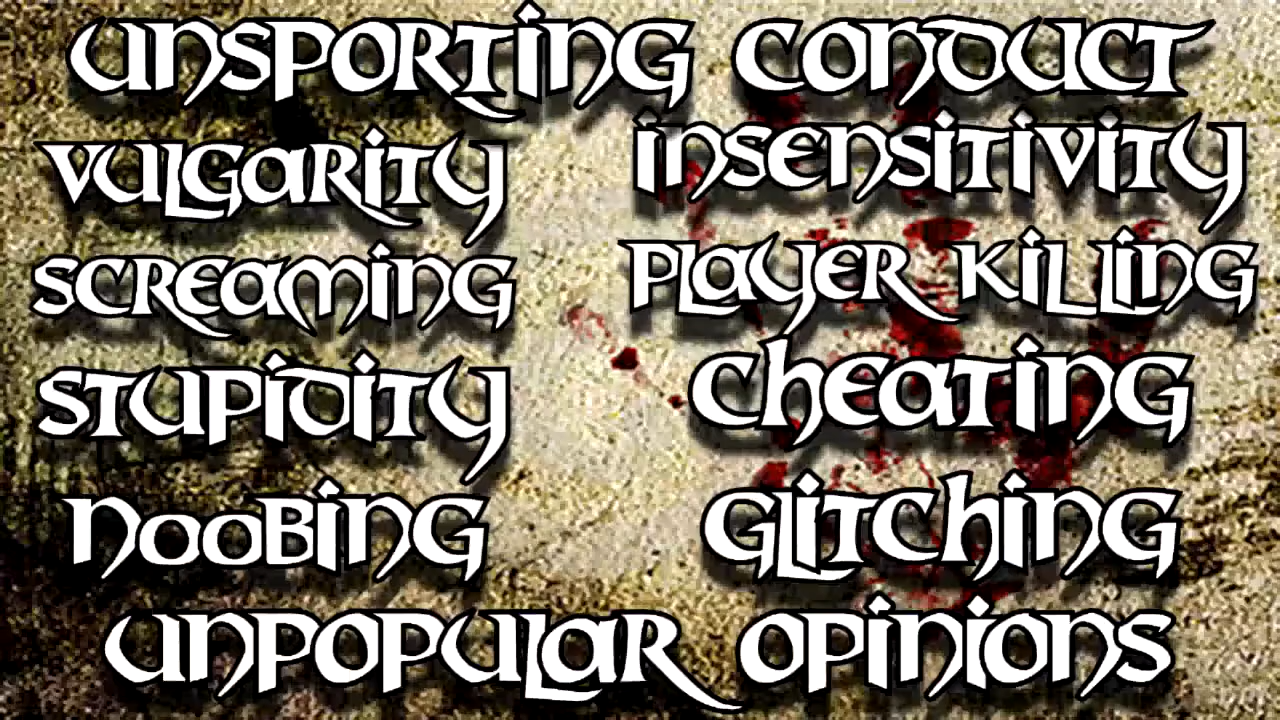 UNSPORTING CONDUCT
VULGARITY
INSENSITIVITY
SCREAMING
PLAYER KILLING
STUPIDITY
CHEATING
NOOBING
GLITCHING
UNPOPULAR OPINIONS